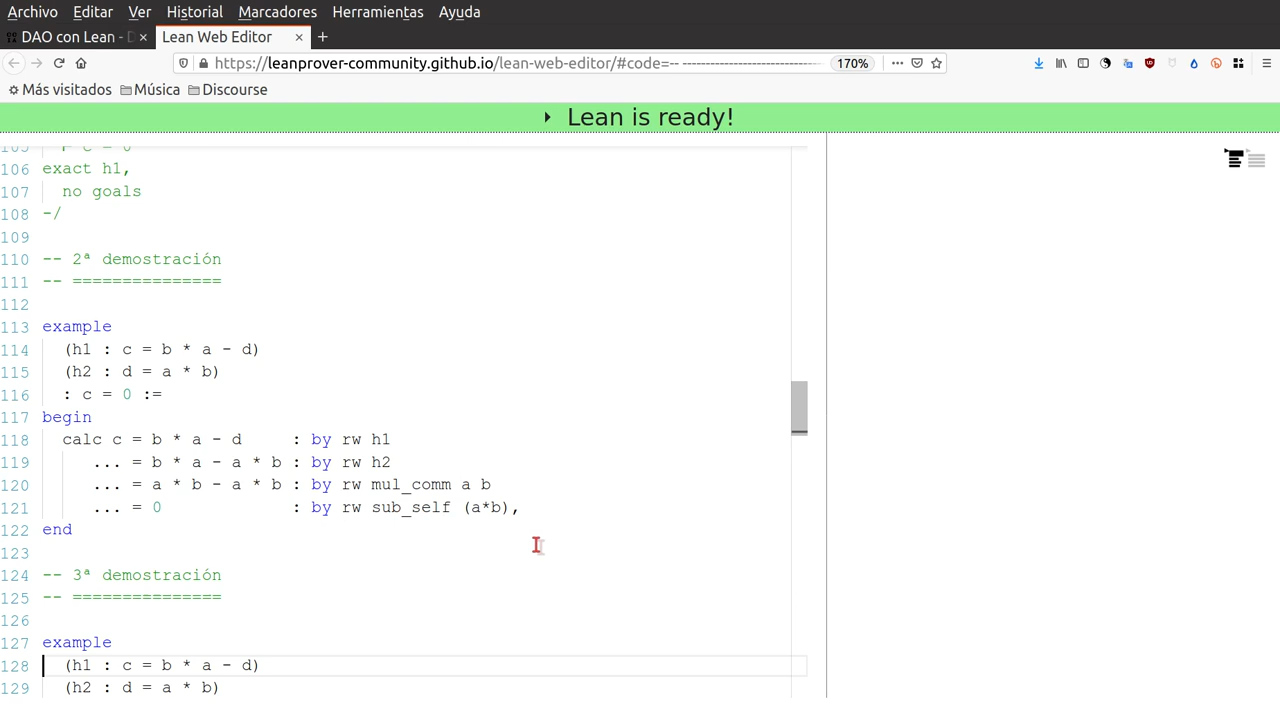 Archivo Editar Ver Historial Marcadores Herramientas Ayuda
DAO con Lean - D × Lean Web Editor × +
https://leanprover-community.github.io/lean-web-editor/#code=-- ------------------------------ 170%
Más visitados Música Discourse
Lean is ready!
105 ⊢ c = 0
106 exact h1,
107 no goals
108 -/
109
110 -- 2ª demostración
111 -- ===============
112
113 example
114 (h1 : c = b * a - d)
115 (h2 : d = a * b)
116 : c = 0 :=
117 begin
118 calc c = b * a - d : by rw h1
119 ... = b * a - a * b : by rw h2
120 ... = a * b - a * b : by rw mul_comm a b
121 ... = 0 : by rw sub_self (a*b),
122 end
123
124 -- 3ª demostración
125 -- ===============
126
127 example
128 (h1 : c = b * a - d)
129 (h2 : d = a * b)